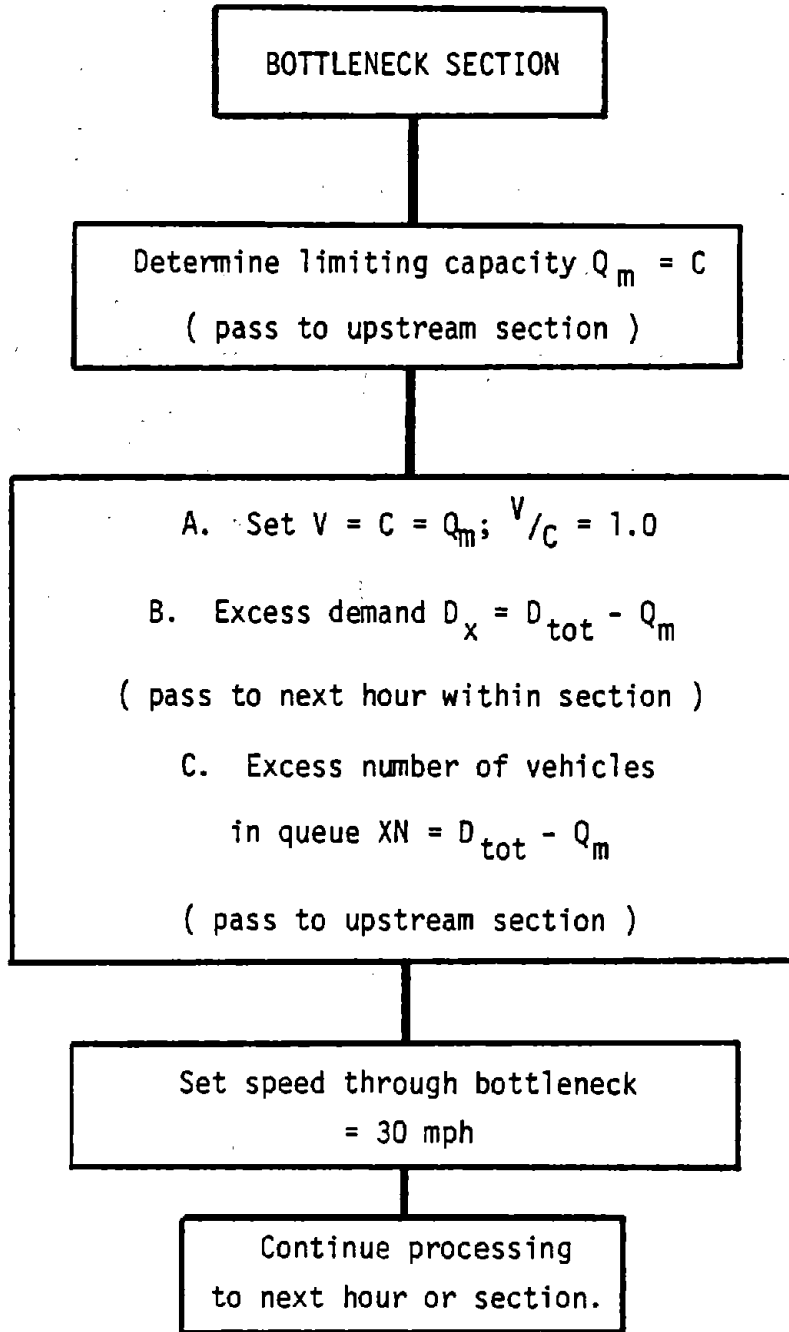 BOTTLENECK SECTION
Determine limiting capacity Q_m = C
( pass to upstream section )
A. Set V = C = Q_m; V/C = 1.0
B. Excess demand D_x = D_tot - Q_m
( pass to next hour within section )
C. Excess number of vehicles
in queue XN = D_tot - Q_m
( pass to upstream section )
Set speed through bottleneck
= 30 mph
Continue processing
to next hour or section.